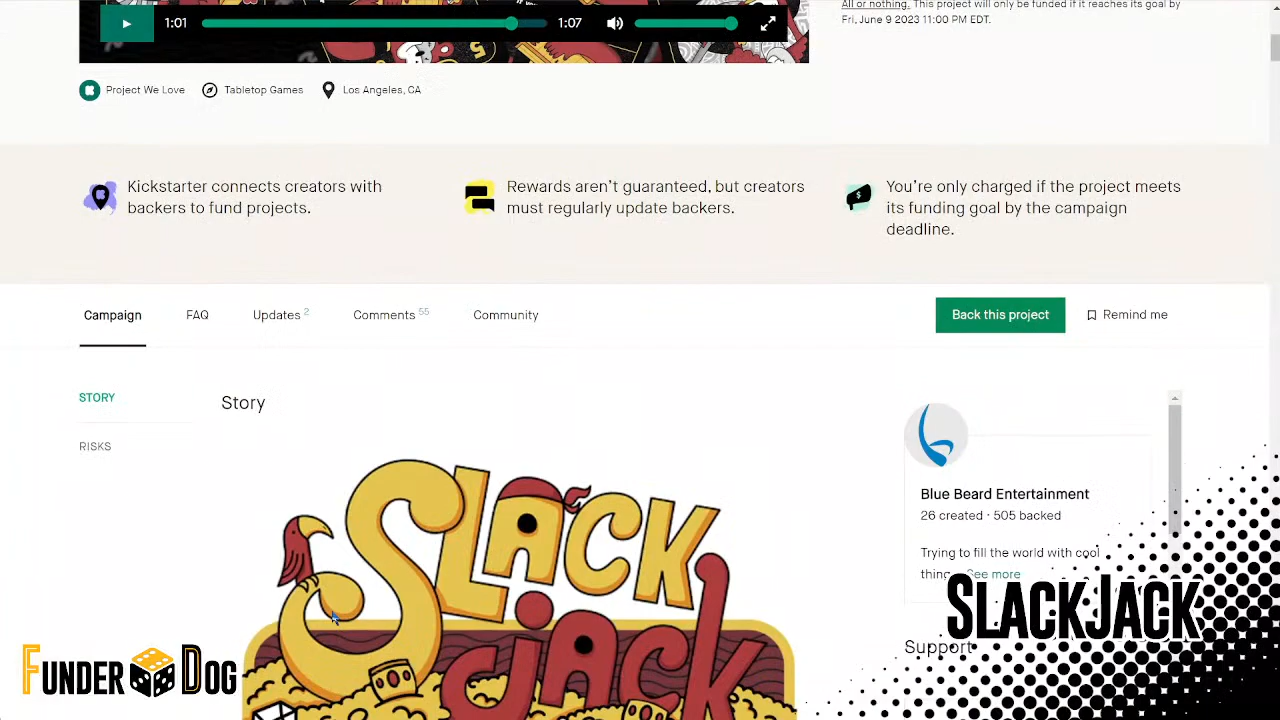 1:01
1:07
All or nothing. This project will only be funded if it reaches its goal by
Fri, June 9 2023 11:00 PM EDT.
Project We Love
Tabletop Games
Los Angeles, CA
Kickstarter connects creators with
backers to fund projects.
Rewards aren't guaranteed, but creators
must regularly update backers.
You're only charged if the project meets
its funding goal by the campaign
deadline.
Campaign
FAQ
Updates 2
Comments 55
Community
Back this project
Remind me
STORY
RISKS
Story
SLACK
JACK
Blue Beard Entertainment
26 created · 505 backed
Trying to fill the world with cool
thing... See more
Support
SLACKJACK
FUNDER DOG